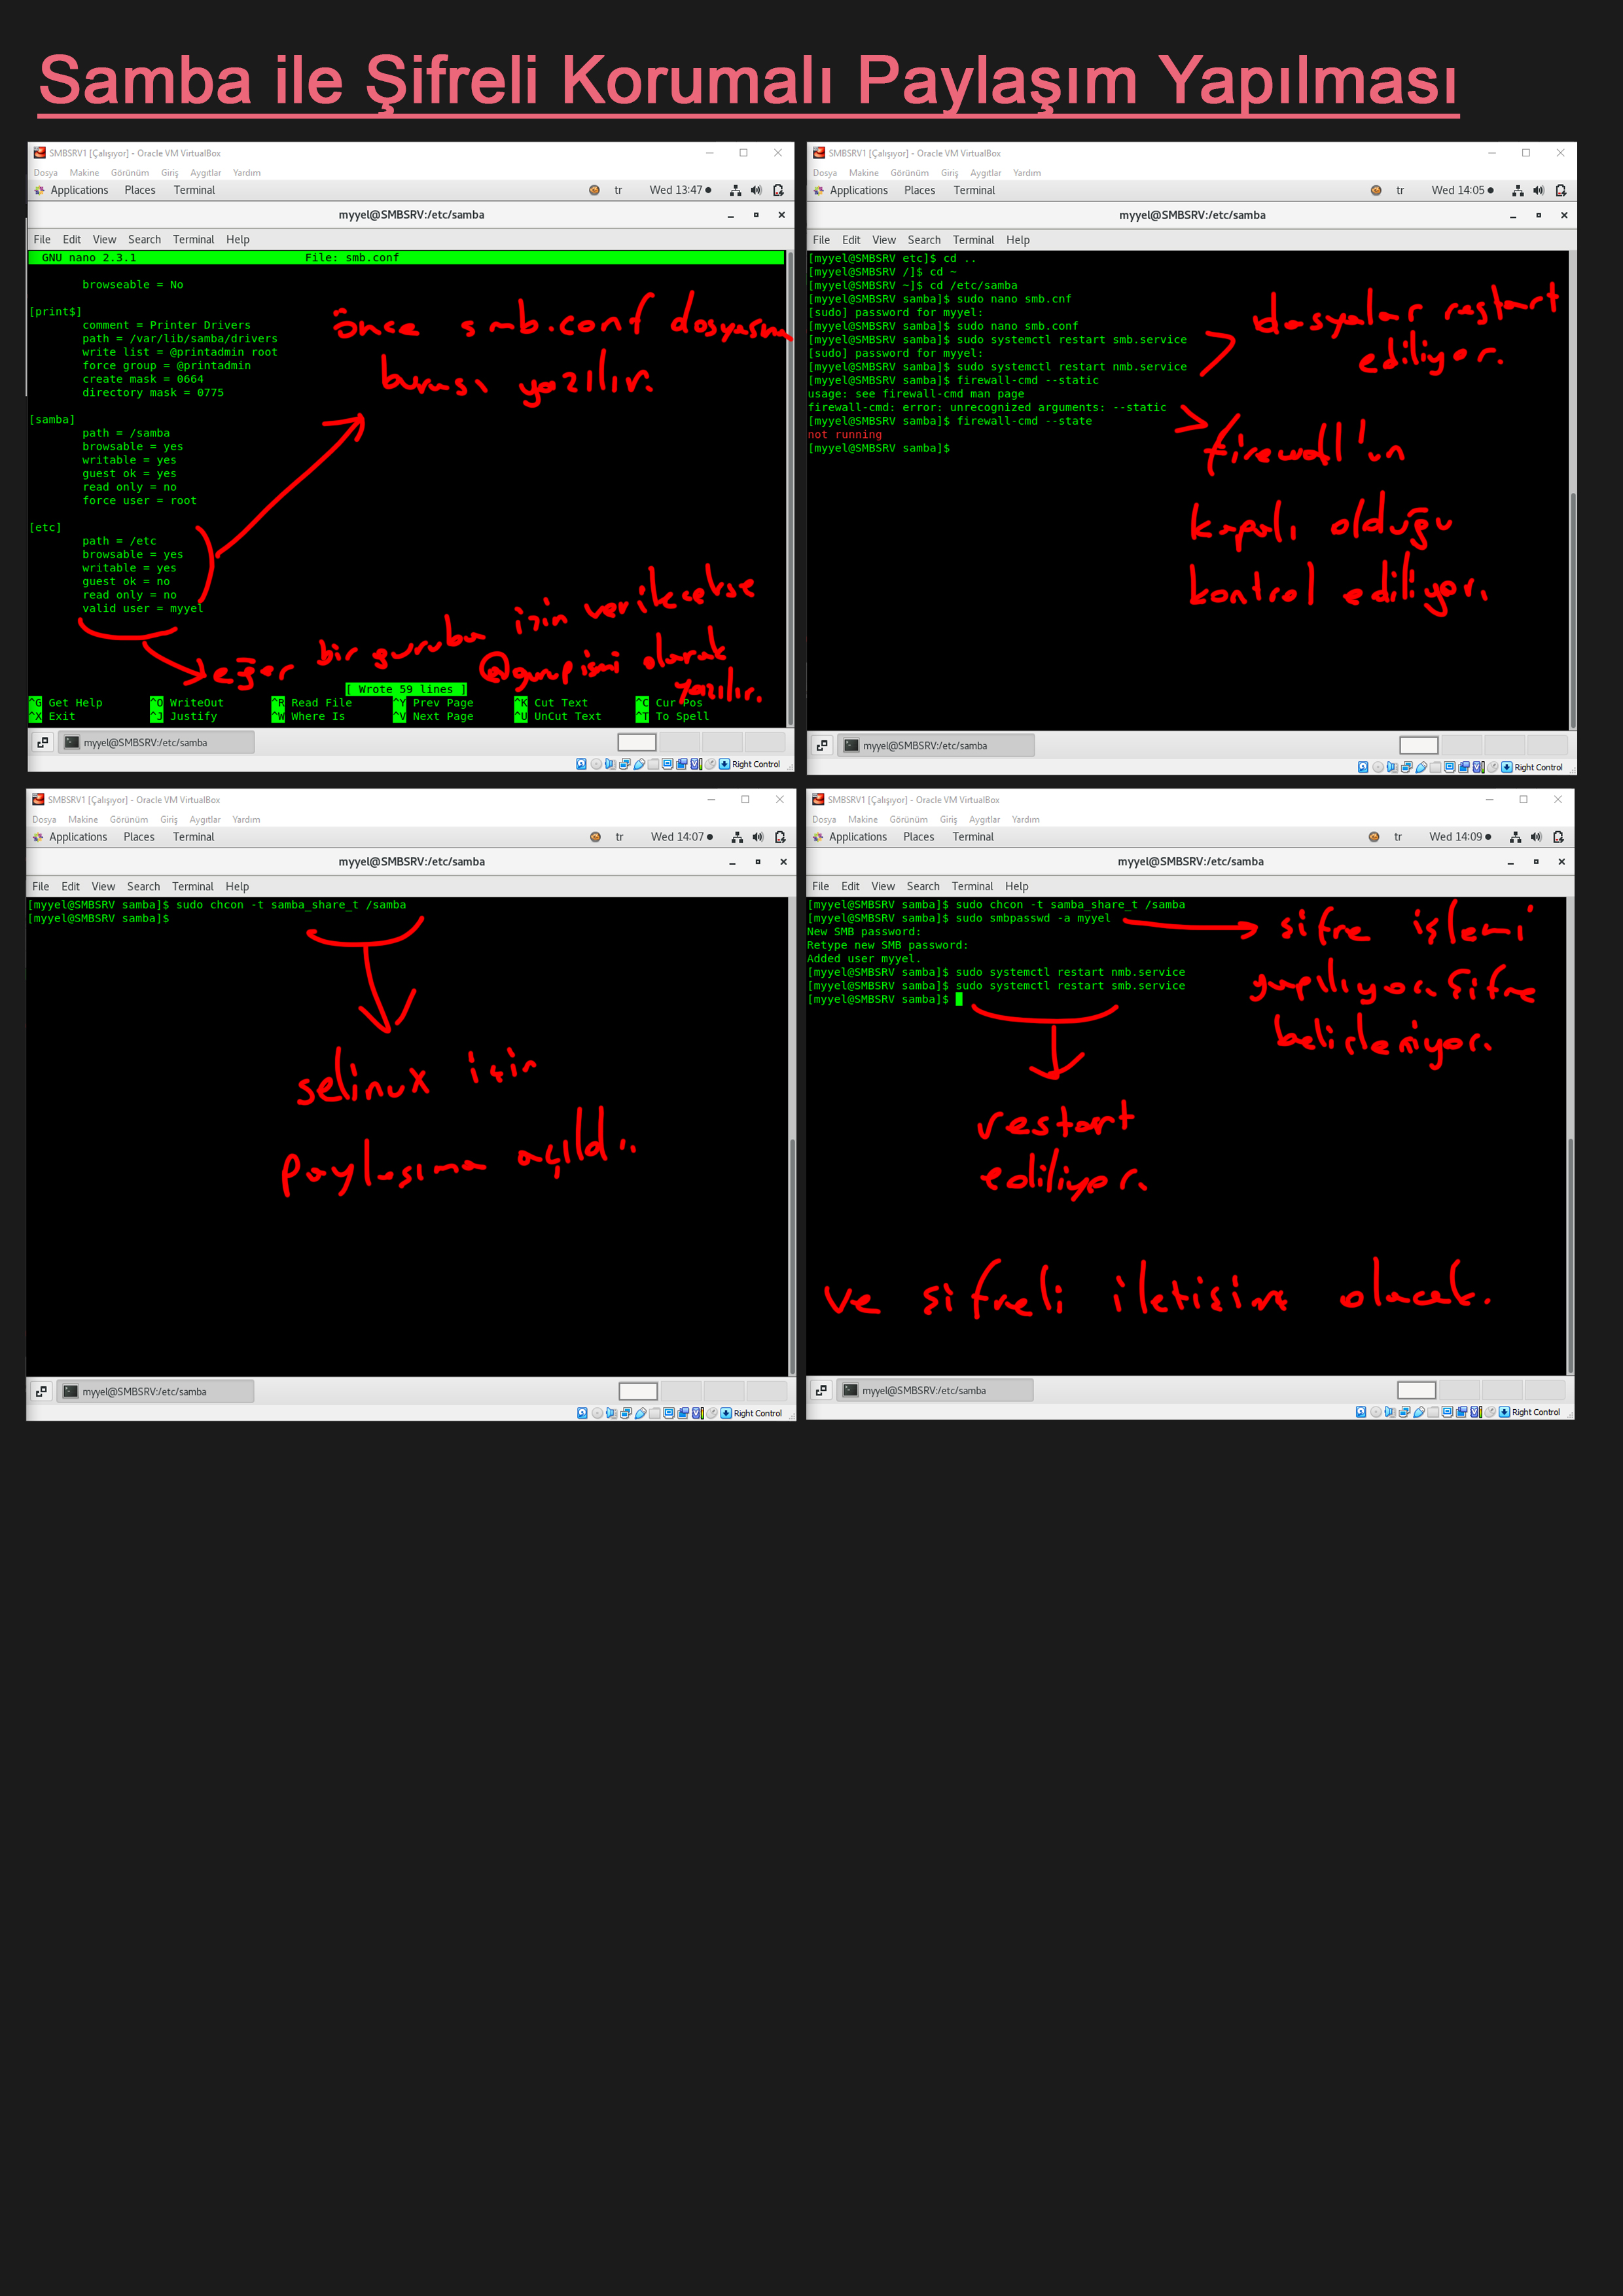 Samba ile Şifreli Korumalı Paylaşım Yapılması
SMBSRV1 [Çalışıyor] - Oracle VM VirtualBox
Dosya Makine Görünüm Giriş Aygıtlar Yardım
Applications Places Terminal tr Wed 13:47
myyel@SMBSRV:/etc/samba
File Edit View Search Terminal Help
GNU nano 2.3.1 File: smb.conf
browseable = No
[print$]
comment = Printer Drivers
path = /var/lib/samba/drivers
write list = @printadmin root
force group = @printadmin
create mask = 0664
directory mask = 0775
[samba]
path = /samba
browsable = yes
writable = yes
guest ok = yes
read only = no
force user = root
[etc]
path = /etc
browsable = yes
writable = yes
guest ok = no
read only = no
valid user = myyel
önce smb.conf dosyasına
burası yazılır.
eğer bir guruba izin verilecekse
@gurupismi olarak
yazılır.
[ Wrote 59 lines ]
^G Get Help ^O WriteOut ^R Read File ^Y Prev Page ^K Cut Text ^C Cur Pos
^X Exit ^J Justify ^W Where Is ^V Next Page ^U UnCut Text ^T To Spell
myyel@SMBSRV:/etc/samba
Right Control
SMBSRV1 [Çalışıyor] - Oracle VM VirtualBox
Dosya Makine Görünüm Giriş Aygıtlar Yardım
Applications Places Terminal tr Wed 14:05
myyel@SMBSRV:/etc/samba
File Edit View Search Terminal Help
[myyel@SMBSRV etc]$ cd ..
[myyel@SMBSRV /]$ cd ~
[myyel@SMBSRV ~]$ cd /etc/samba
[myyel@SMBSRV samba]$ sudo nano smb.cnf
[sudo] password for myyel:
[myyel@SMBSRV samba]$ sudo nano smb.conf
[myyel@SMBSRV samba]$ sudo systemctl restart smb.service
[sudo] password for myyel:
[myyel@SMBSRV samba]$ sudo systemctl restart nmb.service
[myyel@SMBSRV samba]$ firewall-cmd --static
usage: see firewall-cmd man page
firewall-cmd: error: unrecognized arguments: --static
[myyel@SMBSRV samba]$ firewall-cmd --state
not running
[myyel@SMBSRV samba]$
dosyalar restart
ediliyor.
firewall'ın
kapalı olduğu
kontrol ediliyor.
myyel@SMBSRV:/etc/samba
Right Control
SMBSRV1 [Çalışıyor] - Oracle VM VirtualBox
Dosya Makine Görünüm Giriş Aygıtlar Yardım
Applications Places Terminal tr Wed 14:07
myyel@SMBSRV:/etc/samba
File Edit View Search Terminal Help
[myyel@SMBSRV samba]$ sudo chcon -t samba_share_t /samba
[myyel@SMBSRV samba]$
selinux için
paylaşıma açıldı.
myyel@SMBSRV:/etc/samba
Right Control
SMBSRV1 [Çalışıyor] - Oracle VM VirtualBox
Dosya Makine Görünüm Giriş Aygıtlar Yardım
Applications Places Terminal tr Wed 14:09
myyel@SMBSRV:/etc/samba
File Edit View Search Terminal Help
[myyel@SMBSRV samba]$ sudo chcon -t samba_share_t /samba
[myyel@SMBSRV samba]$ sudo smbpasswd -a myyel
New SMB password:
Retype new SMB password:
Added user myyel.
[myyel@SMBSRV samba]$ sudo systemctl restart nmb.service
[myyel@SMBSRV samba]$ sudo systemctl restart smb.service
[myyel@SMBSRV samba]$
sifre işlemi
yapılıyor. Şifre
belirleniyor.
restart
ediliyor.
ve sifreli iletisim olacak.
myyel@SMBSRV:/etc/samba
Right Control